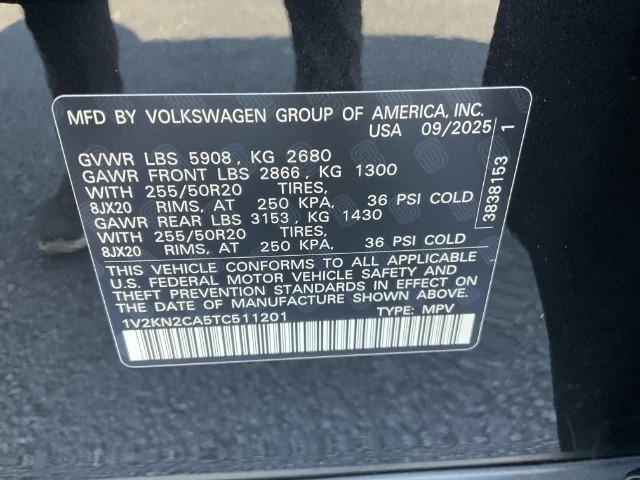 MFD BY VOLKSWAGEN GROUP OF AMERICA, INC.
USA 09/2025
GVWR LBS 5908, KG 2680
GAWR FRONT LBS 2866, KG 1300
WITH 255/50R20 TIRES,
8JX20 RIMS, AT 250 KPA, 36 PSI COLD
GAWR REAR LBS 3153, KG 1430
WITH 255/50R20 TIRES,
8JX20 RIMS, AT 250 KPA, 36 PSI COLD
THIS VEHICLE CONFORMS TO ALL APPLICABLE
U.S. FEDERAL MOTOR VEHICLE SAFETY AND
THEFT PREVENTION STANDARDS IN EFFECT ON
THE DATE OF MANUFACTURE SHOWN ABOVE.
1V2KN2CA5TC511201 TYPE: MPV
3838153 1